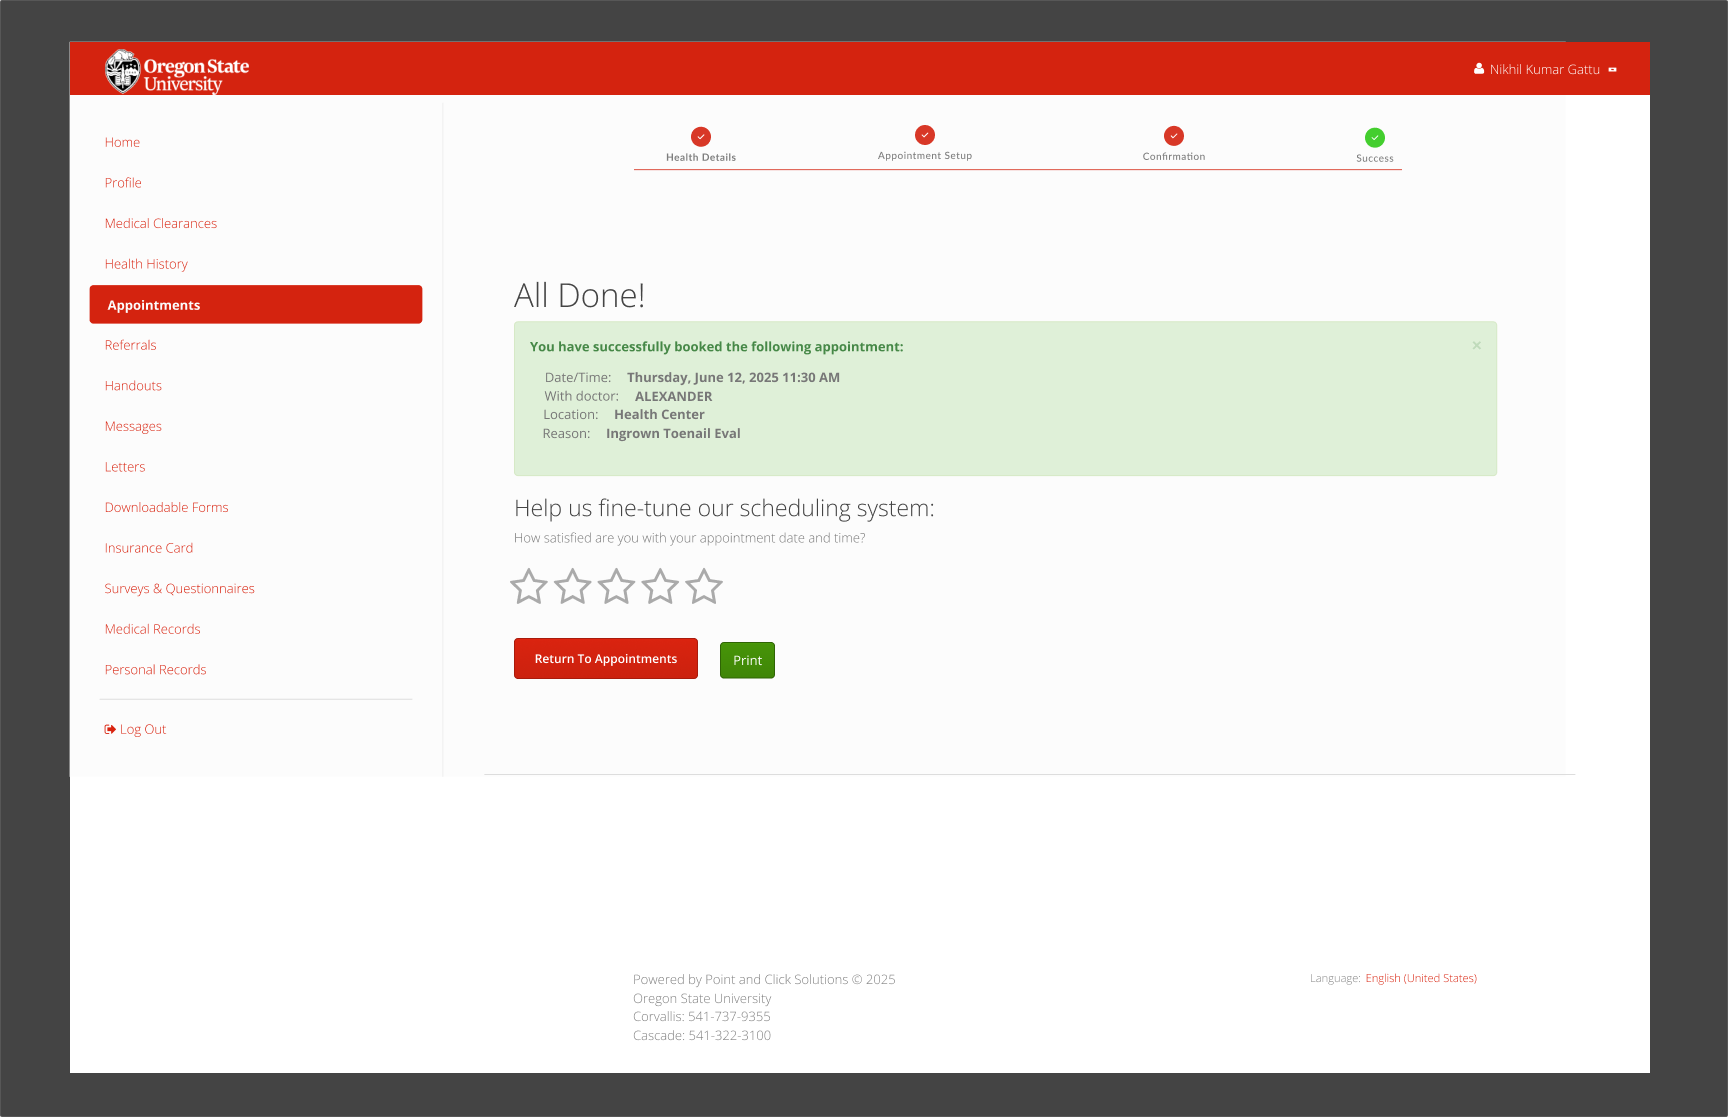 Oregon State
University
Nikhil Kumar Gattu
Home
Profile
Medical Clearances
Health History
Appointments
Referrals
Handouts
Messages
Letters
Downloadable Forms
Insurance Card
Surveys & Questionnaires
Medical Records
Personal Records
Log Out
Health Details
Appointment Setup
Confirmation
Success
All Done!
You have successfully booked the following appointment:
×
Date/Time: Thursday, June 12, 2025 11:30 AM
With doctor: ALEXANDER
Location: Health Center
Reason: Ingrown Toenail Eval
Help us fine-tune our scheduling system:
How satisfied are you with your appointment date and time?
Return To Appointments
Print
Powered by Point and Click Solutions © 2025
Oregon State University
Corvallis: 541-737-9355
Cascade: 541-322-3100
Language: English (United States)